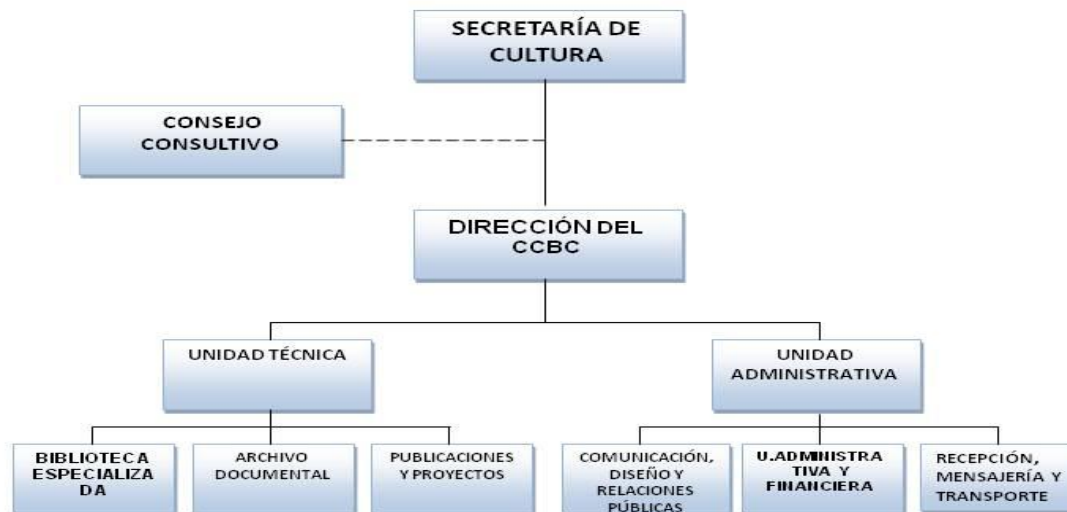 SECRETARÍA DE
CULTURA
CONSEJO
CONSULTIVO
DIRECCIÓN DEL
CCBC
UNIDAD TÉCNICA
UNIDAD
ADMINISTRATIVA
BIBLIOTECA
ESPECIALIZA
DA
ARCHIVO
DOCUMENTAL
PUBLICACIONES
Y PROYECTOS
COMUNICACIÓN,
DISEÑO Y
RELACIONES
PÚBLICAS
U.ADMINISTRA
TIVA Y
FINANCIERA
RECEPCIÓN,
MENSAJERÍA Y
TRANSPORTE